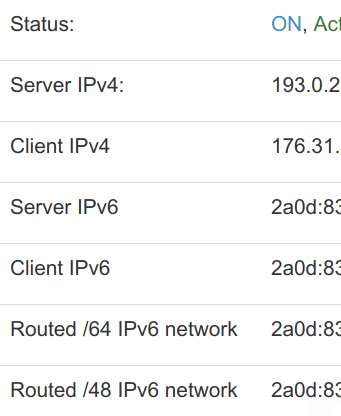 Status: ON, Act
Server IPv4: 193.0.2
Client IPv4 176.31.
Server IPv6 2a0d:83
Client IPv6 2a0d:83
Routed /64 IPv6 network 2a0d:83
Routed /48 IPv6 network 2a0d:83